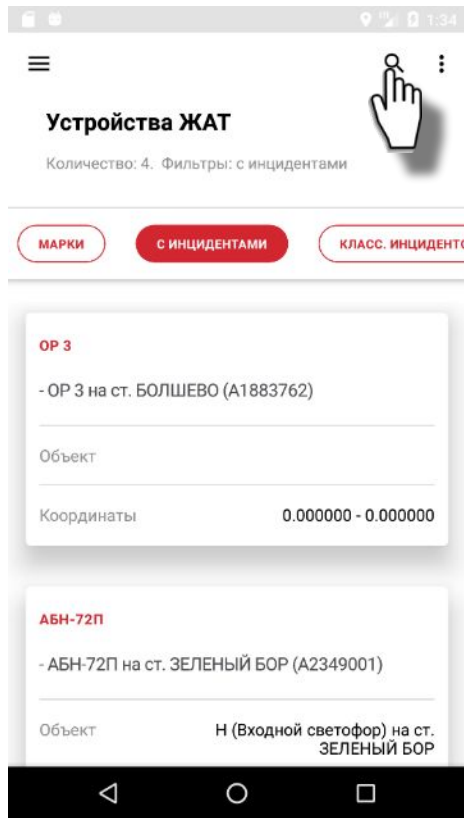 1:34
Устройства ЖАТ
Количество: 4. Фильтры: с инцидентами
МАРКИ
С ИНЦИДЕНТАМИ
КЛАСС. ИНЦИДЕНТО
ОР 3
- ОР 3 на ст. БОЛШЕВО (А1883762)
Объект
Координаты
0.000000 - 0.000000
АБН-72П
- АБН-72П на ст. ЗЕЛЕНЫЙ БОР (А2349001)
Объект
Н (Входной светофор) на ст.
ЗЕЛЕНЫЙ БОР